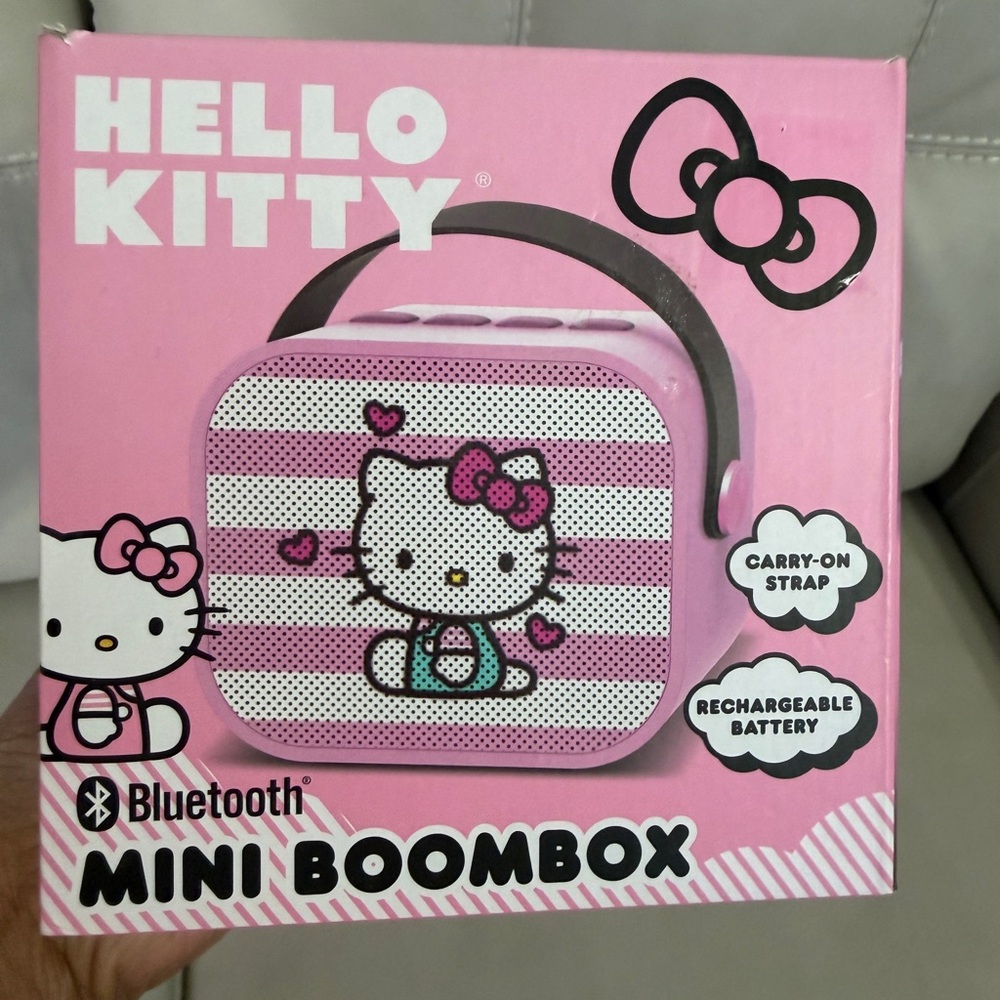 HELLO
KITTY®
CARRY-ON
STRAP
RECHARGEABLE
BATTERY
Bluetooth®
MINI BOOMBOX